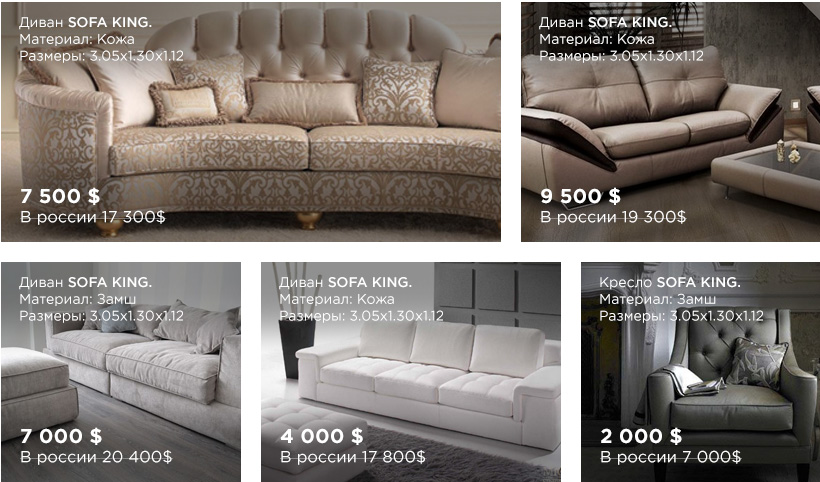 Диван SOFA KING.
Материал: Кожа
Размеры: 3.05x1.30x1.12
7 500 $
В россии 17 300$
Диван SOFA KING.
Материал: Кожа
Размеры: 3.05x1.30x1.12
9 500 $
В россии 19 300$
Диван SOFA KING.
Материал: Замш
Размеры: 3.05x1.30x1.12
7 000 $
В россии 20 400$
Диван SOFA KING.
Материал: Кожа
Размеры: 3.05x1.30x1.12
4 000 $
В россии 17 800$
Кресло SOFA KING.
Материал: Замш
Размеры: 3.05x1.30x1.12
2 000 $
В россии 7 000$